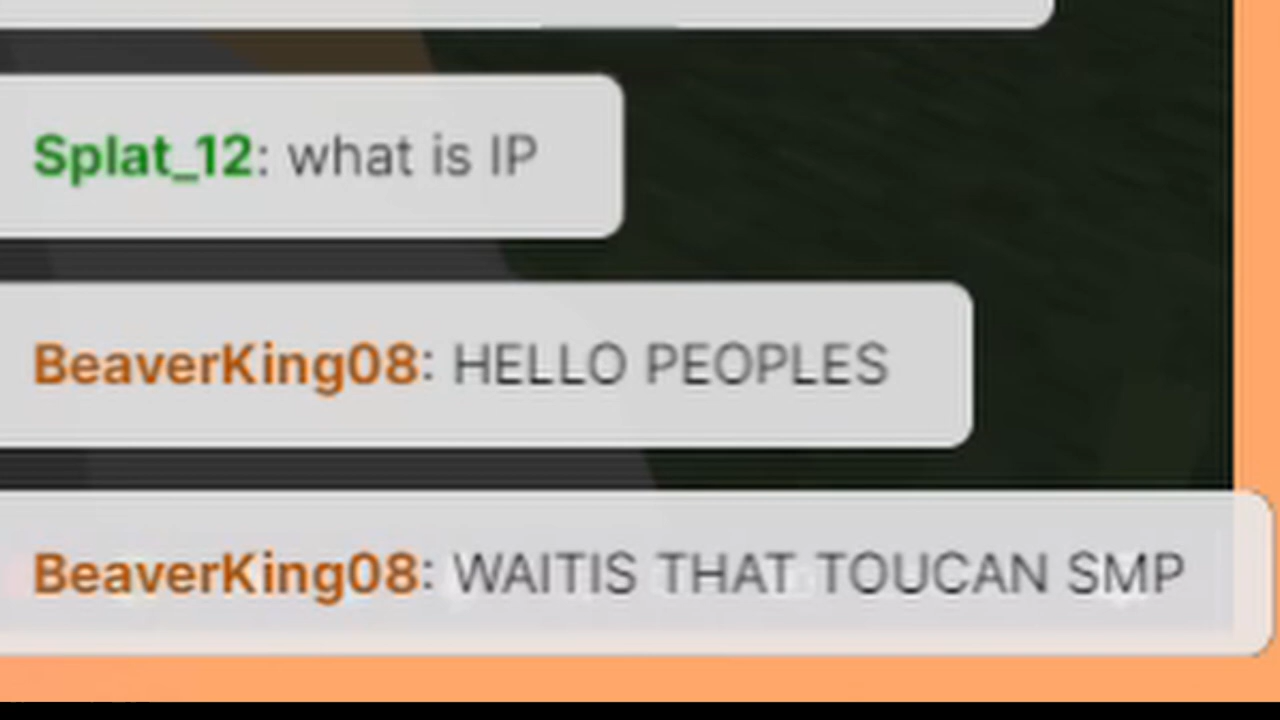 Splat_12: what is IP
BeaverKing08: HELLO PEOPLES
BeaverKing08: WAITIS THAT TOUCAN SMP